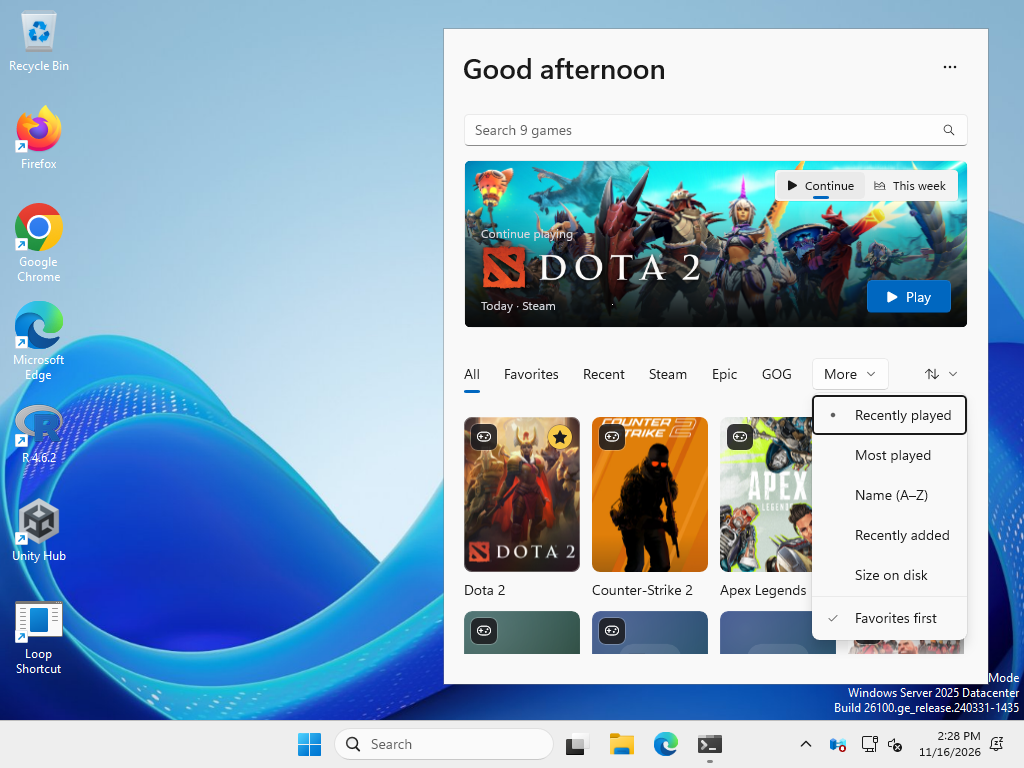 Recycle Bin
Firefox
Google
Chrome
Microsoft
Edge
R 4.6.2
Unity Hub
Loop
Shortcut
Good afternoon
Search 9 games
Continue
This week
Continue playing
DOTA 2
Today · Steam
Play
All
Favorites
Recent
Steam
Epic
GOG
More
Recently played
Most played
Name (A–Z)
Recently added
Size on disk
Favorites first
DOTA 2
COUNTER
STRIKE 2
APEX
LEGENDS
Dota 2
Counter-Strike 2
Apex Legends
Mode
Windows Server 2025 Datacenter
Build 26100.ge_release.240331-1435
Search
2:28 PM
11/16/2026